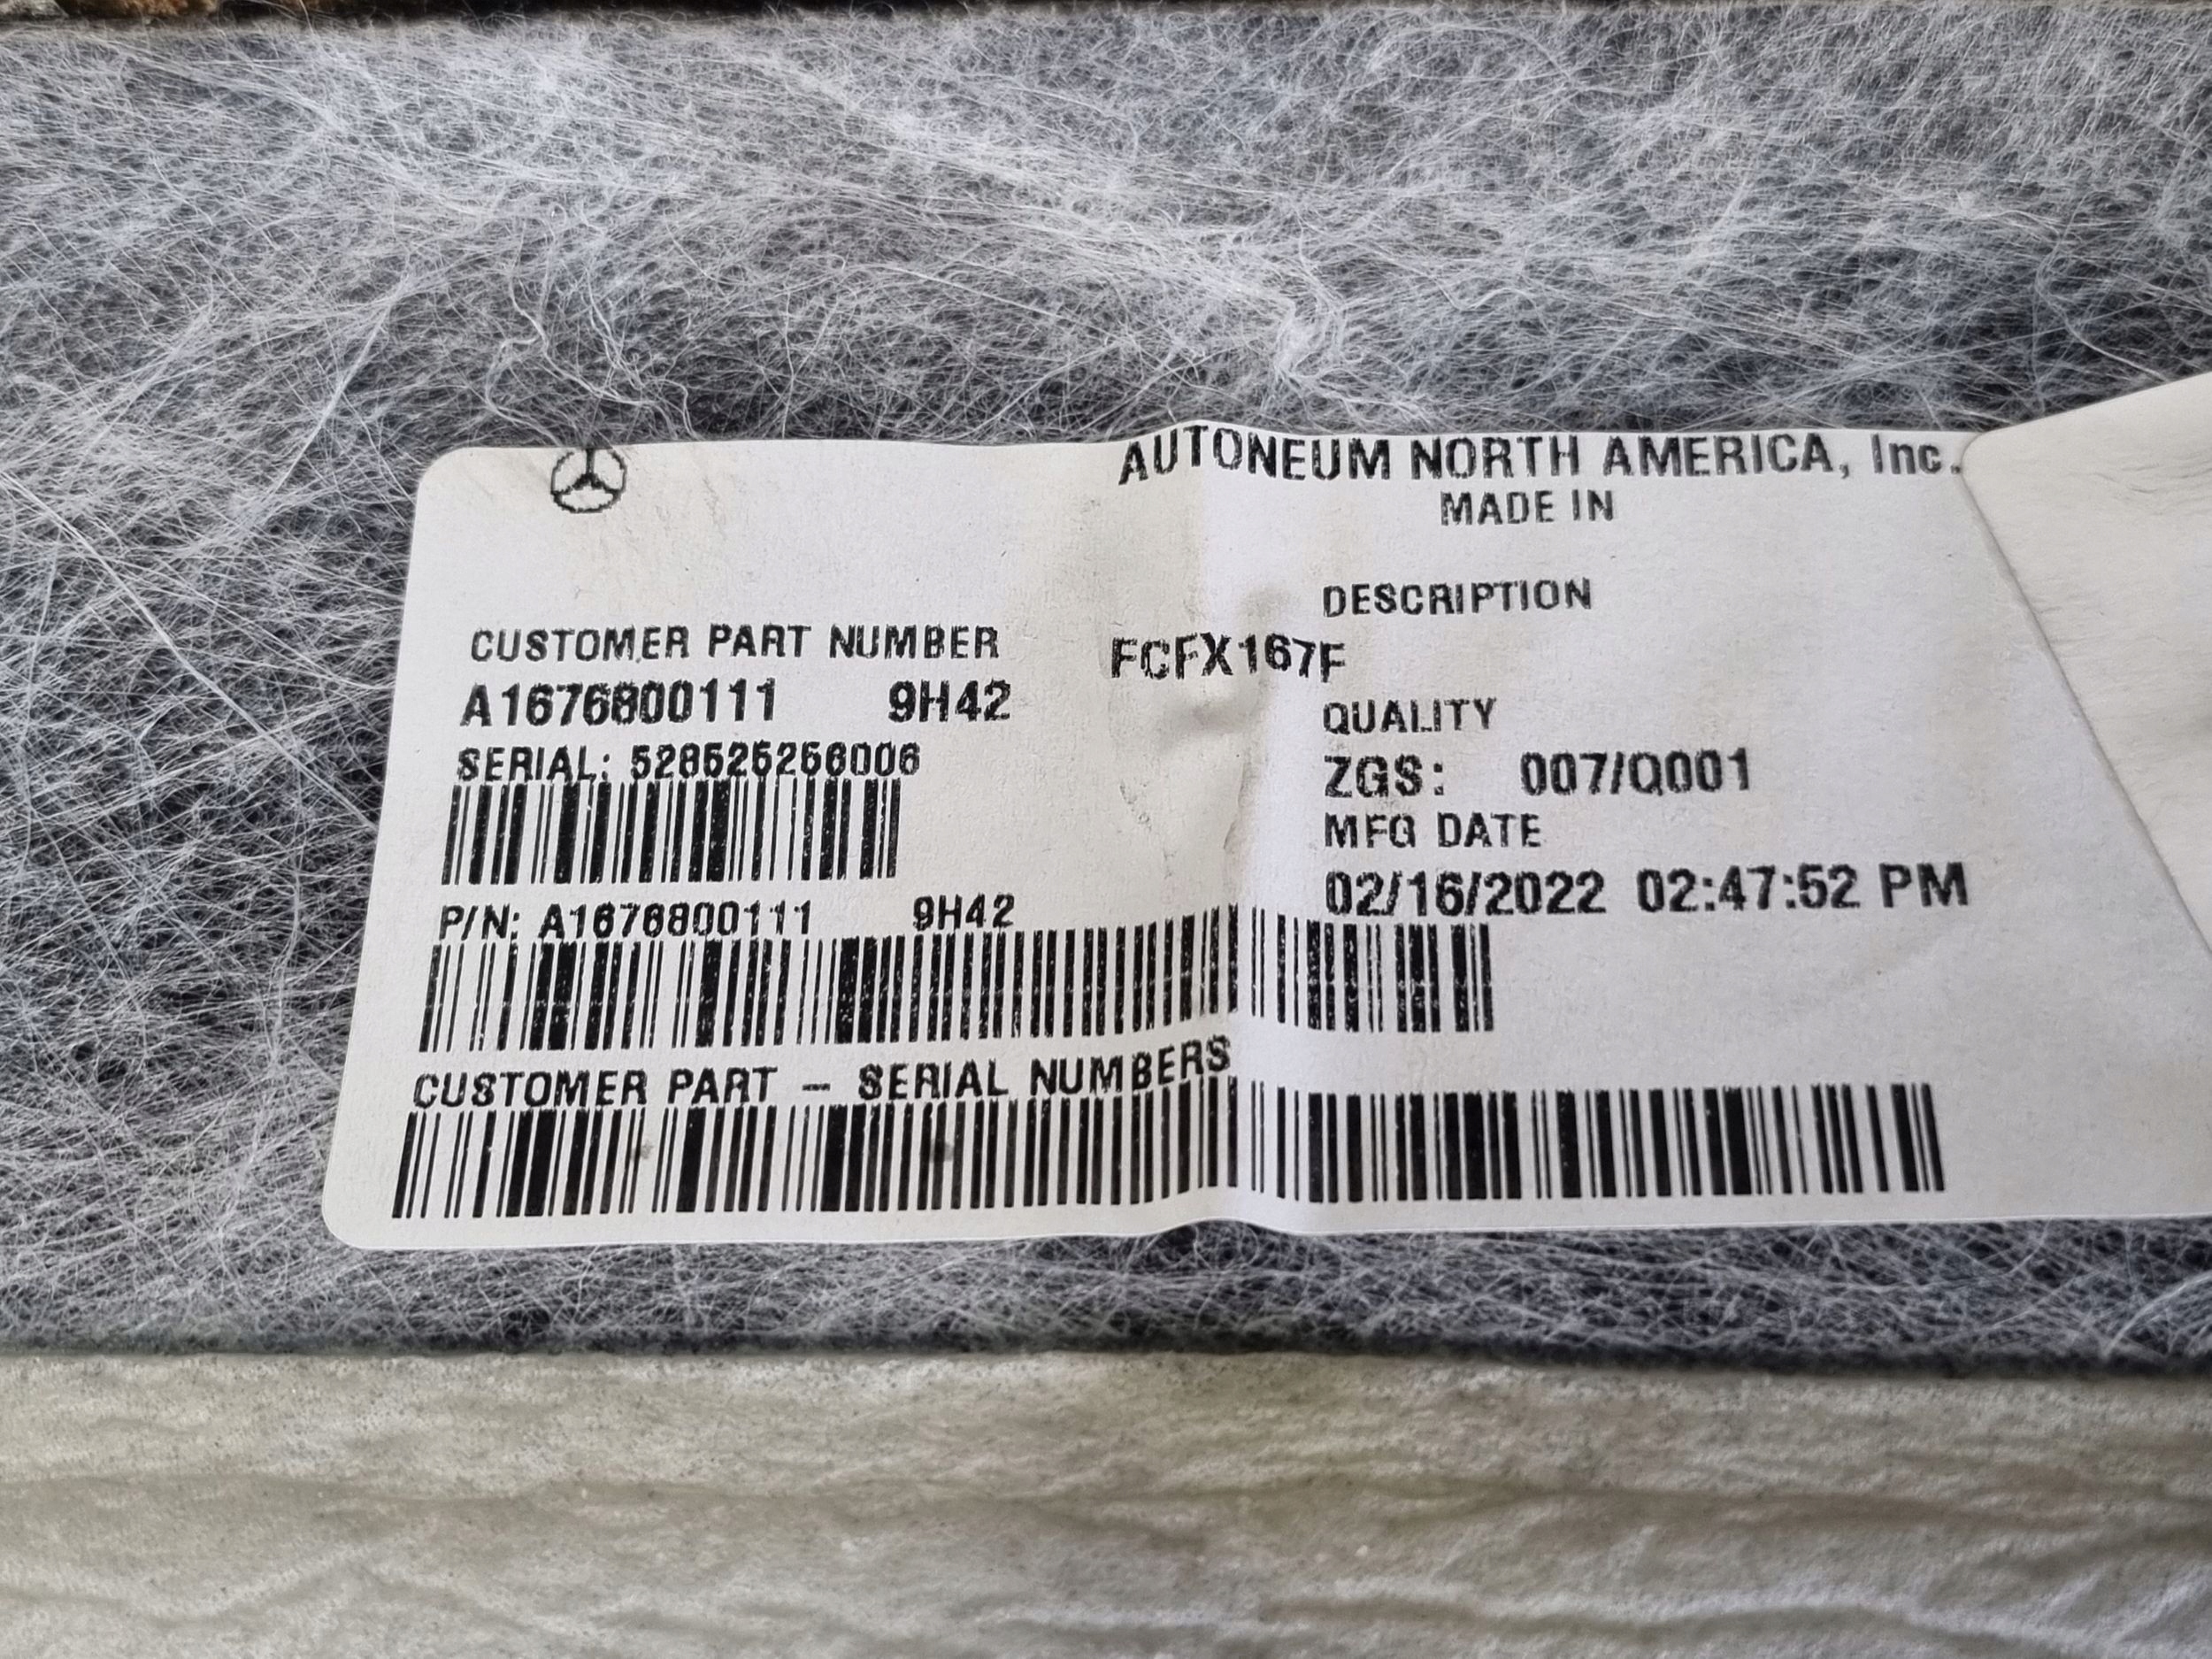 AUTONEUM NORTH AMERICA, Inc.
MADE IN
DESCRIPTION
CUSTOMER PART NUMBER
FCFX167F
A1676800111 9H42
QUALITY
SERIAL: 528525256006
ZGS: 007/Q001
MFG DATE
02/16/2022 02:47:52 PM
P/N: A1676800111 9H42
CUSTOMER PART - SERIAL NUMBERS